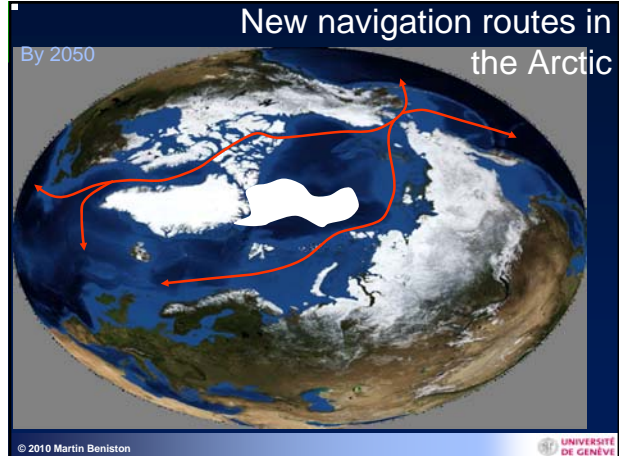 New navigation routes in
the Arctic
By 2050
© 2010 Martin Beniston
UNIVERSITÉ
DE GENÈVE